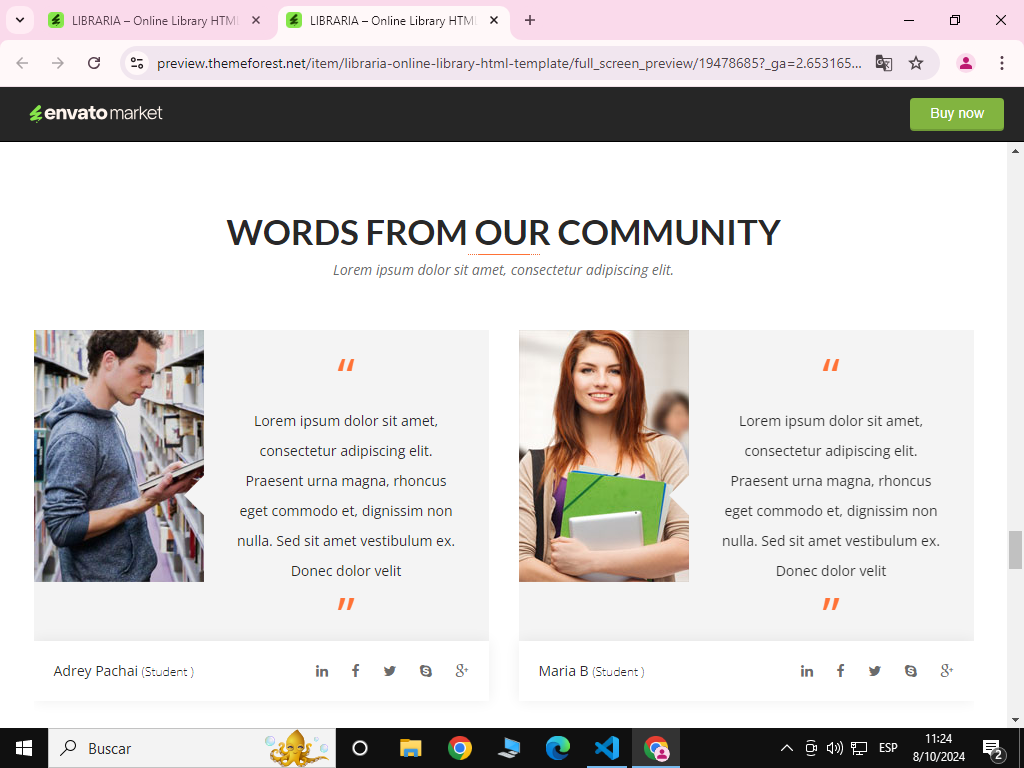 LIBRARIA – Online Library HTML
LIBRARIA – Online Library HTML
preview.themeforest.net/item/libraria-online-library-html-template/full_screen_preview/19478685?_ga=2.653165...
envato market
Buy now
WORDS FROM OUR COMMUNITY
Lorem ipsum dolor sit amet, consectetur adipiscing elit.
“
Lorem ipsum dolor sit amet,
consectetur adipiscing elit.
Praesent urna magna, rhoncus
eget commodo et, dignissim non
nulla. Sed sit amet vestibulum ex.
Donec dolor velit
”
Adrey Pachai (Student )
“
Lorem ipsum dolor sit amet,
consectetur adipiscing elit.
Praesent urna magna, rhoncus
eget commodo et, dignissim non
nulla. Sed sit amet vestibulum ex.
Donec dolor velit
”
Maria B (Student )
Buscar
ESP
11:24
8/10/2024
2